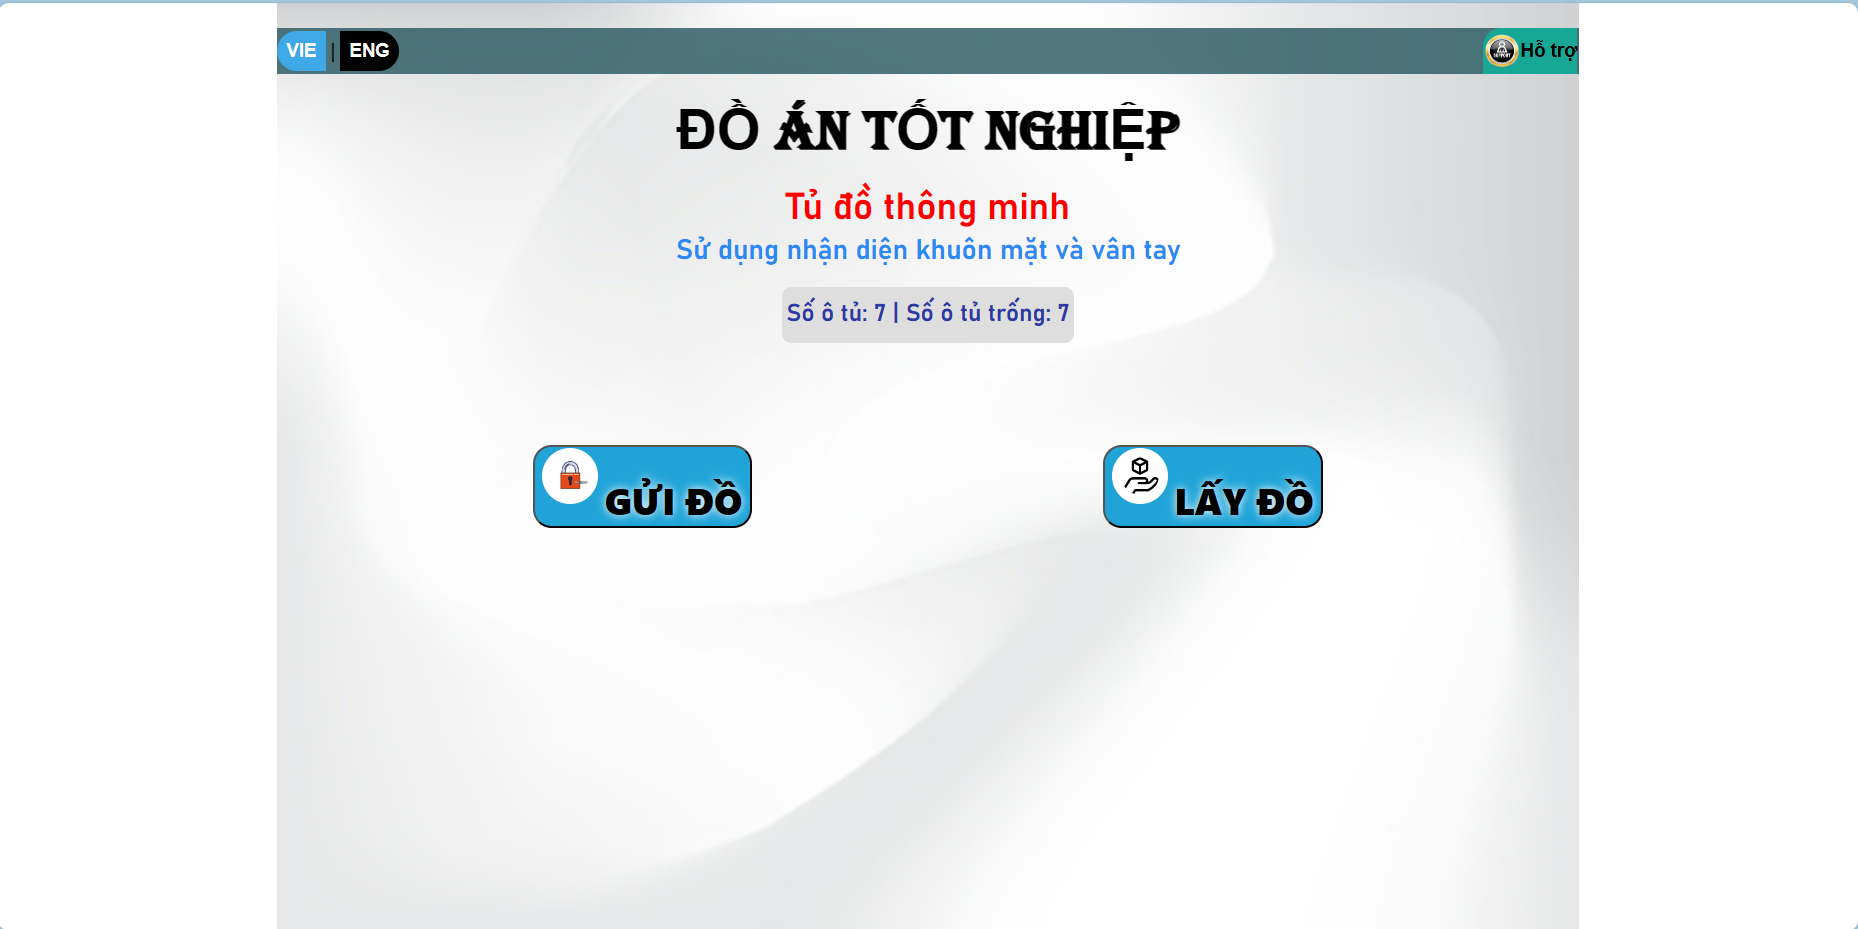 VIE | ENG
Hỗ trợ
ĐỒ ÁN TỐT NGHIỆP
Tủ đồ thông minh
Sử dụng nhận diện khuôn mặt và vân tay
Số ô tủ: 7 | Số ô tủ trống: 7
GỬI ĐỒ
LẤY ĐỒ